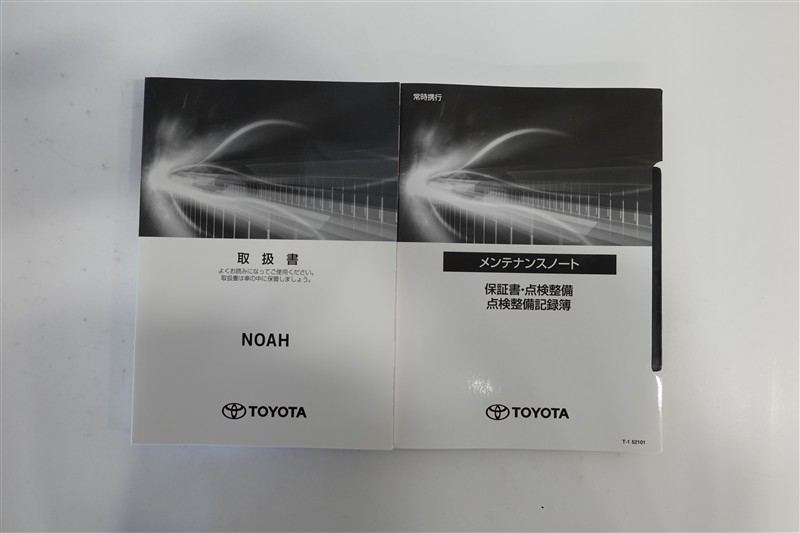 取扱書
よくお読みになってご使用ください。
取扱書は車の中に保管しましょう。
NOAH
TOYOTA
常時携行
メンテナンスノート
保証書・点検整備
点検整備記録簿
TOYOTA
T-1 52101